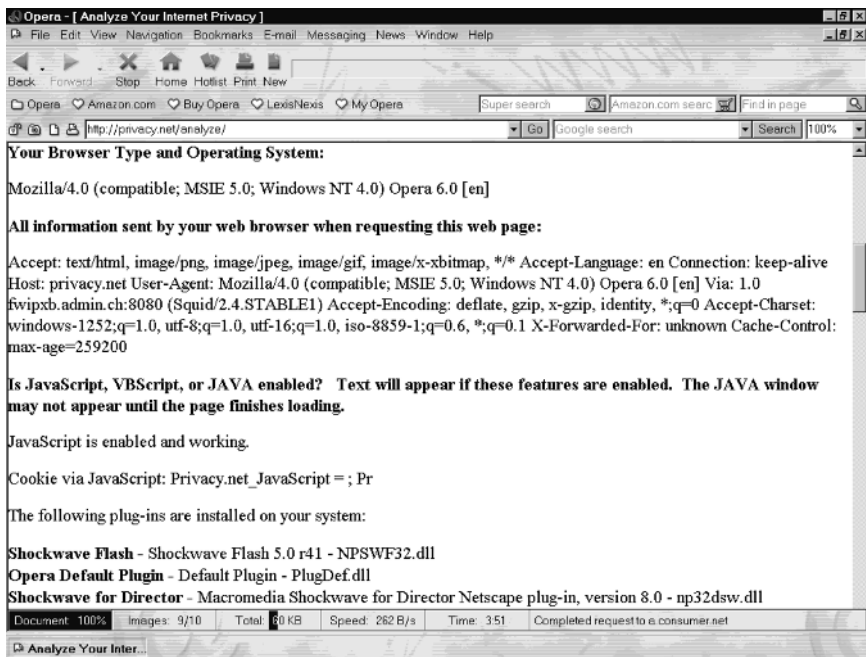 Opera - [ Analyze Your Internet Privacy ]
File Edit View Navigation Bookmarks E-mail Messaging News Window Help
Back Forward Stop Home Hotlist Print New
Opera Amazon.com Buy Opera LexisNexis My Opera Super search Amazon.com searc Find in page
http://privacy.net/analyze/ Go Google search Search 100%
Your Browser Type and Operating System:
Mozilla/4.0 (compatible; MSIE 5.0; Windows NT 4.0) Opera 6.0 [en]
All information sent by your web browser when requesting this web page:
Accept: text/html, image/png, image/jpeg, image/gif, image/x-xbitmap, */* Accept-Language: en Connection: keep-alive
Host: privacy.net User-Agent: Mozilla/4.0 (compatible; MSIE 5.0; Windows NT 4.0) Opera 6.0 [en] Via: 1.0
fwipxb.admin.ch:8080 (Squid/2.4.STABLE1) Accept-Encoding: deflate, gzip, x-gzip, identity, *;q=0 Accept-Charset:
windows-1252;q=1.0, utf-8;q=1.0, utf-16;q=1.0, iso-8859-1;q=0.6, *;q=0.1 X-Forwarded-For: unknown Cache-Control:
max-age=259200
Is JavaScript, VBScript, or JAVA enabled? Text will appear if these features are enabled. The JAVA window
may not appear until the page finishes loading.
JavaScript is enabled and working.
Cookie via JavaScript: Privacy.net_JavaScript = ; Pr
The following plug-ins are installed on your system:
Shockwave Flash - Shockwave Flash 5.0 r41 - NPSWF32.dll
Opera Default Plugin - Default Plugin - PlugDef.dll
Shockwave for Director - Macromedia Shockwave for Director Netscape plug-in, version 8.0 - np32dsw.dll
Document 100% Images: 9/10 Total: 60 KB Speed: 262 B/s Time: 3:51 Completed request to a.consumer.net
Analyze Your Inter...